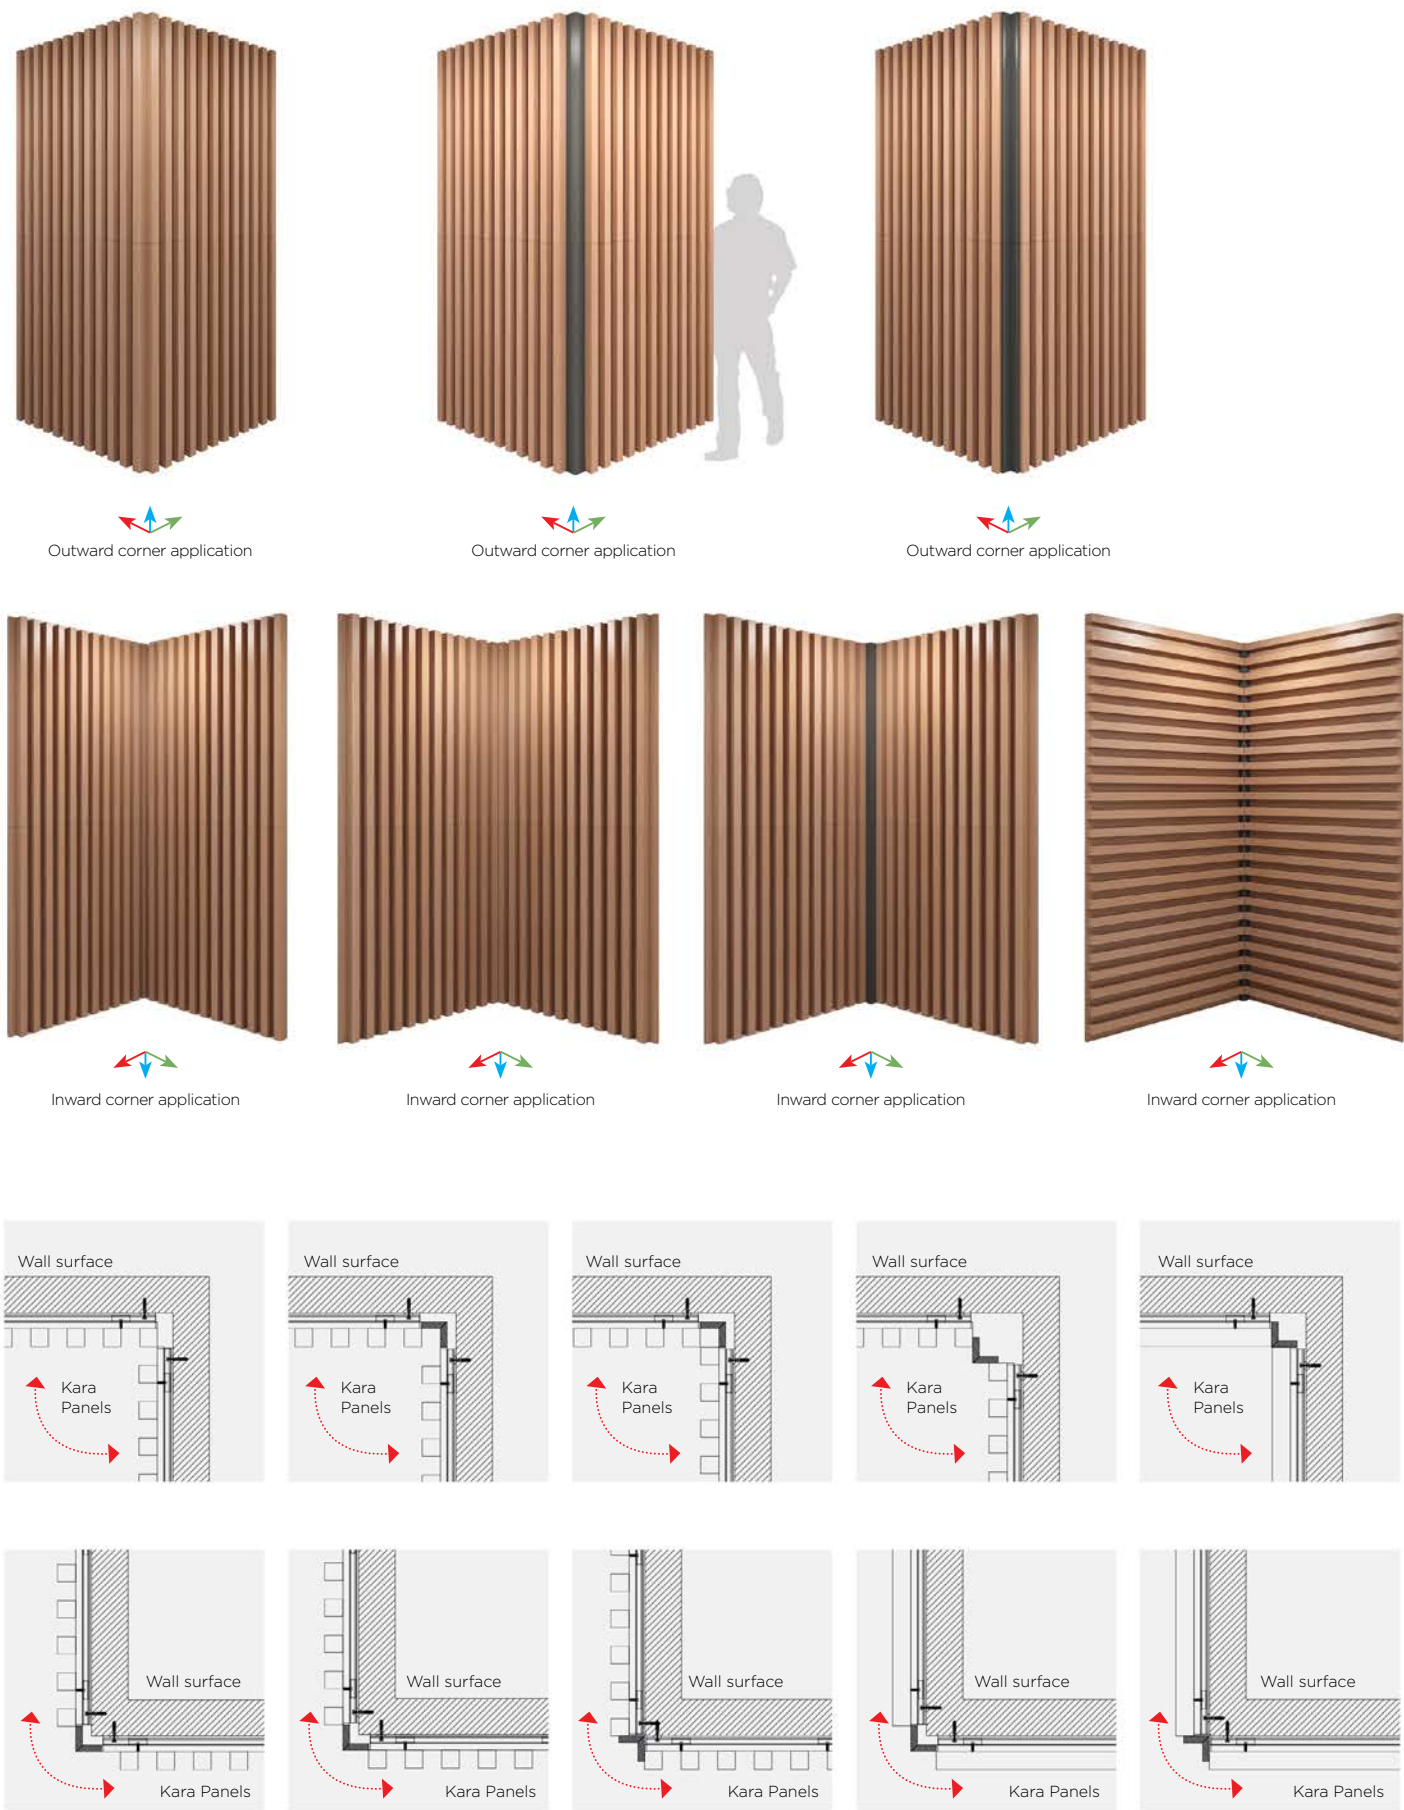 Outward corner application
Outward corner application
Outward corner application
Inward corner application
Inward corner application
Inward corner application
Inward corner application
Wall surface
Wall surface
Wall surface
Wall surface
Wall surface
Kara
Panels
Kara
Panels
Kara
Panels
Kara
Panels
Kara
Panels
Wall surface
Wall surface
Wall surface
Wall surface
Wall surface
Kara Panels
Kara Panels
Kara Panels
Kara Panels
Kara Panels